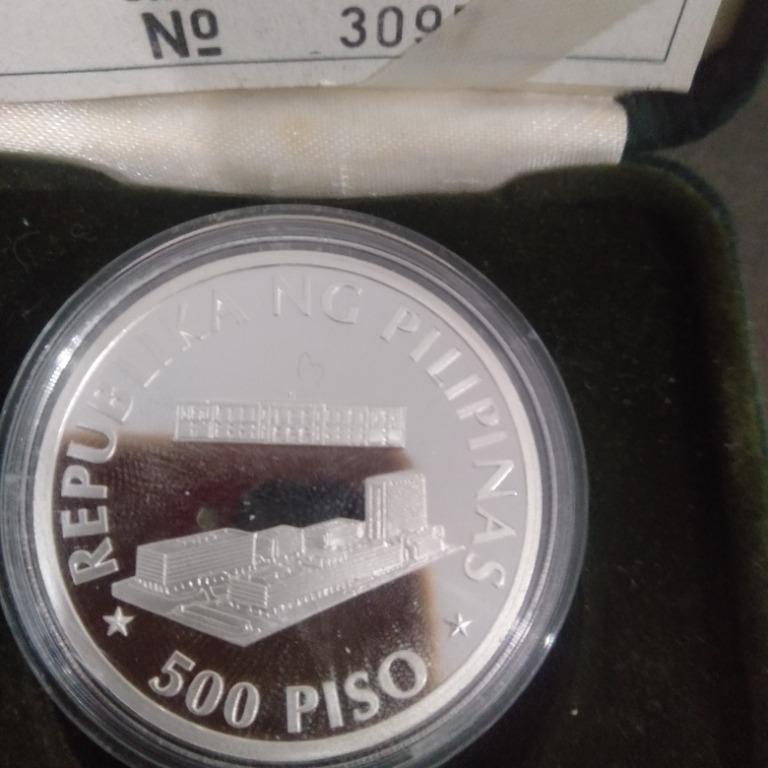 Nº 309
REPUBLIKA NG PILIPINAS
500 PISO